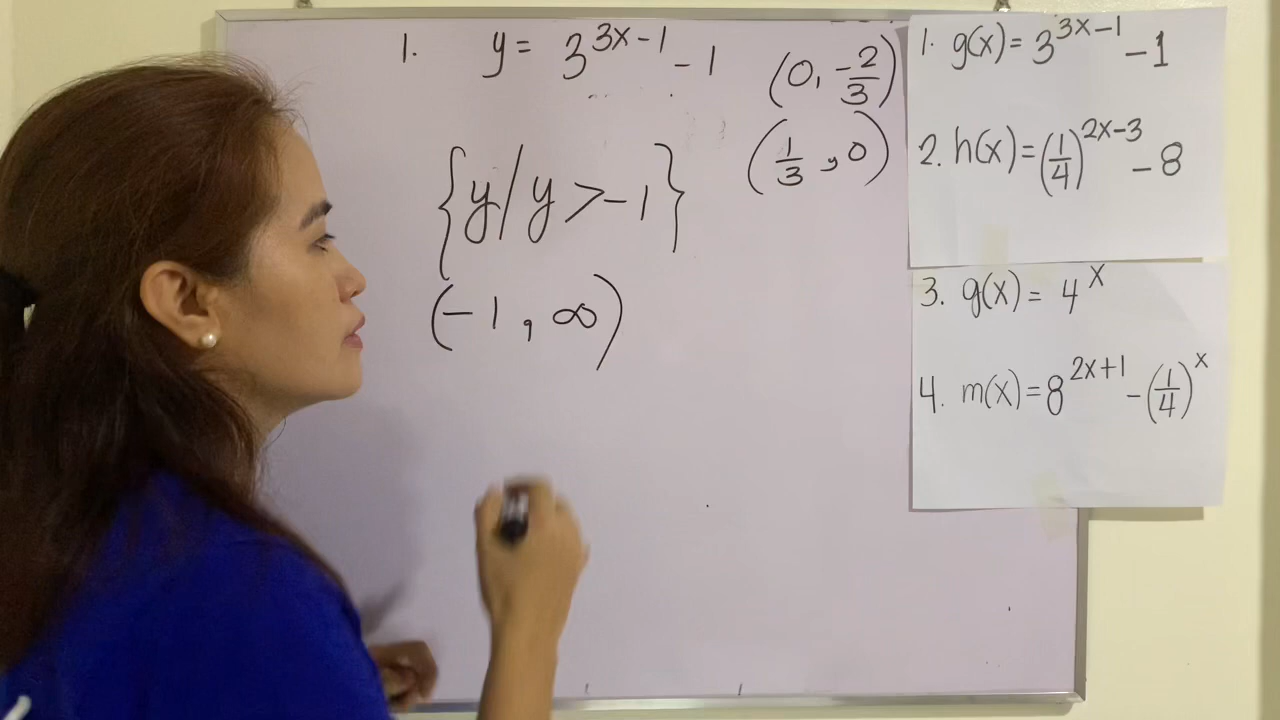 1. y = 3^{3x-1} - 1
(0, -2/3)
(1/3, 0)
{y/y > -1}
(-1, ∞)
1. g(x) = 3^{3x-1} - 1
2. h(x) = (1/4)^{2x-3} - 8
3. g(x) = 4^x
4. m(x) = 8^{2x+1} - (1/4)^x